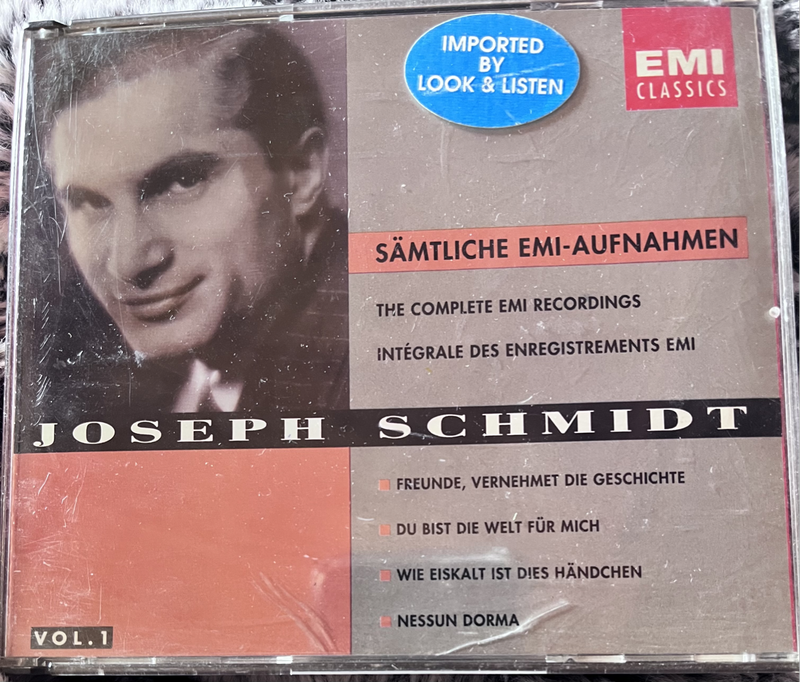 IMPORTED
BY
LOOK & LISTEN
EMI
CLASSICS
SÄMTLICHE EMI-AUFNAHMEN
THE COMPLETE EMI RECORDINGS
INTÉGRALE DES ENREGISTREMENTS EMI
JOSEPH SCHMIDT
FREUNDE, VERNEHMET DIE GESCHICHTE
DU BIST DIE WELT FÜR MICH
WIE EISKALT IST DIES HÄNDCHEN
NESSUN DORMA
VOL.1